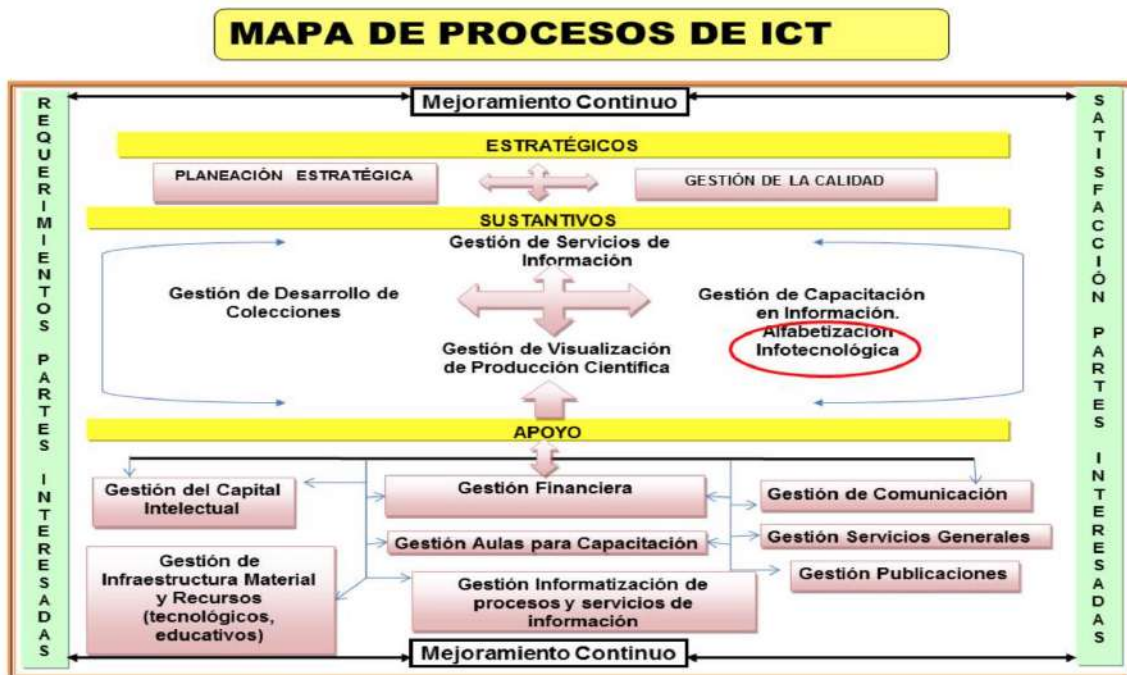 MAPA DE PROCESOS DE ICT
Mejoramiento Continuo
REQUERIMIENTOS PARTES INTERESADAS
SATISFACCIÓN PARTES INTERESADAS
ESTRATÉGICOS
PLANEACIÓN ESTRATÉGICA
GESTIÓN DE LA CALIDAD
SUSTANTIVOS
Gestión de Servicios de
Información
Gestión de Desarrollo de
Colecciones
Gestión de Capacitación
en Información.
Alfabetización
Infotecnológica
Gestión de Visualización
de Producción Científica
APOYO
Gestión del Capital
Intelectual
Gestión Financiera
Gestión de Comunicación
Gestión Aulas para Capacitación
Gestión Servicios Generales
Gestión de
Infraestructura Material
y Recursos
(tecnológicos,
educativos)
Gestión Informatización de
procesos y servicios de
información
Gestión Publicaciones
Mejoramiento Continuo